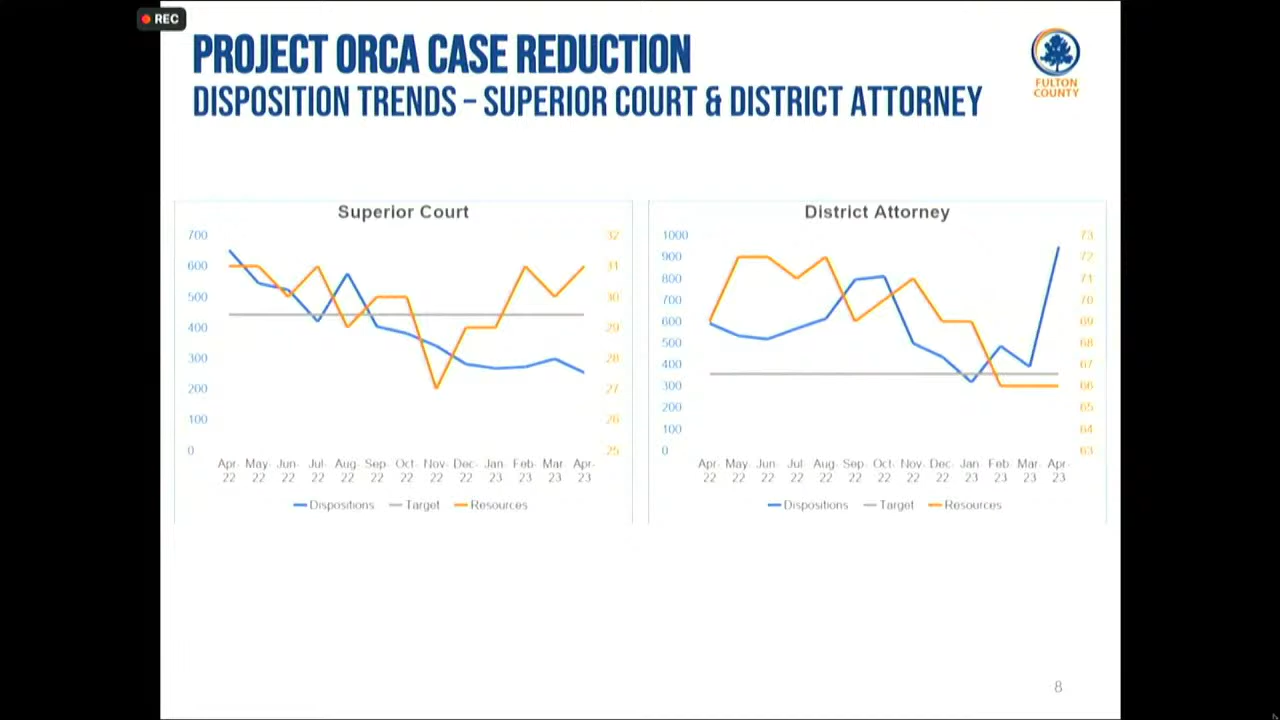 REC
PROJECT ORCA CASE REDUCTION
DISPOSITION TRENDS – SUPERIOR COURT & DISTRICT ATTORNEY
FULTON
COUNTY
Superior Court
700 32
600 31
500 30
400 29
300 28
200 27
100 26
0 25
Apr- May- Jun- Jul- Aug- Sep- Oct- Nov- Dec- Jan- Feb- Mar- Apr-
22 22 22 22 22 22 22 22 22 23 23 23 23
Dispositions Target Resources
District Attorney
1000 73
900 72
800 71
700 70
600 69
500 68
400 67
300 66
200 65
100 64
0 63
Apr- May- Jun- Jul- Aug- Sep- Oct- Nov- Dec- Jan- Feb- Mar- Apr-
22 22 22 22 22 22 22 22 22 23 23 23 23
Dispositions Target Resources
8